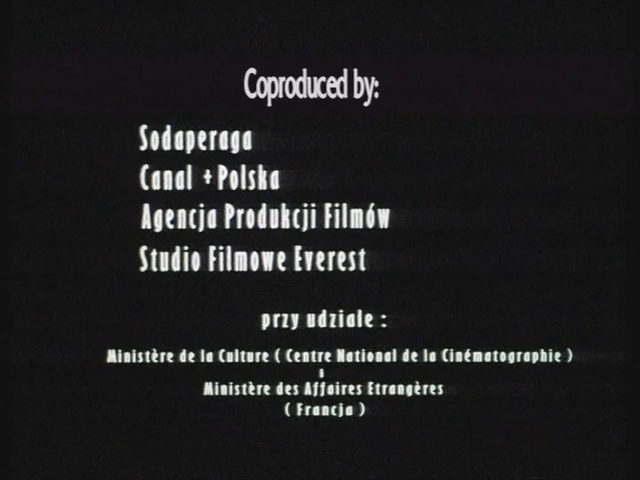 Coproduced by:
Sodaperaga
Canal + Polska
Agencja Produkcji Filmów
Studio Filmowe Everest
przy udziale :
Ministère de la Culture ( Centre National de la Cinématographie )
Ministère des Affaires Etrangères
( Francja )